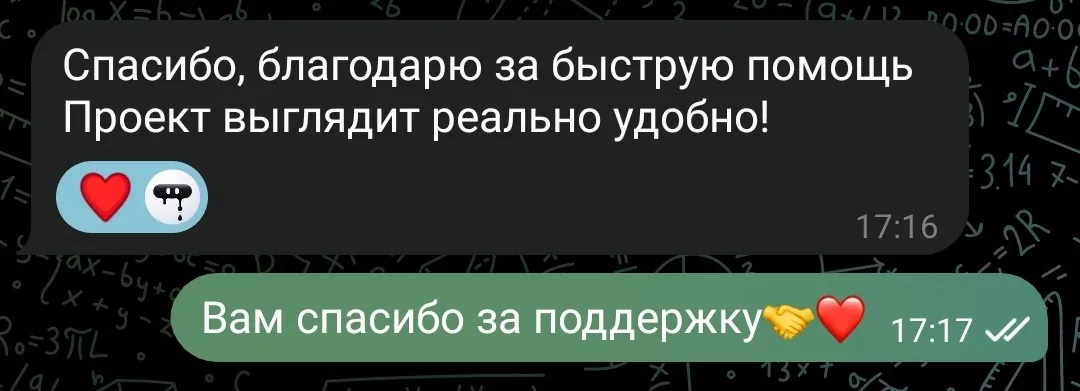 Спасибо, благодарю за быструю помощь
Проект выглядит реально удобно!
❤️
17:16
Вам спасибо за поддержку🤝❤️ 17:17